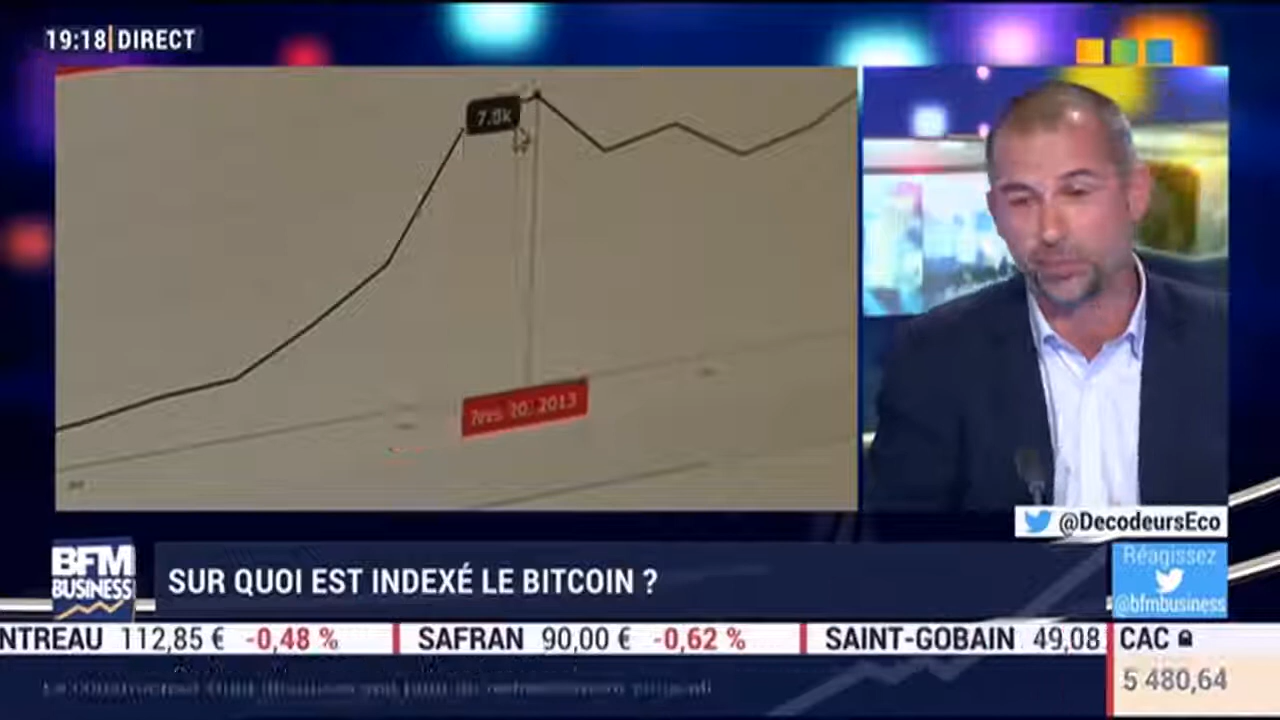 19:18 DIRECT
7.0k
2013
@DecodeursEco
BFM
BUSINESS
SUR QUOI EST INDEXÉ LE BITCOIN ?
Réagissez
@bfmbusiness
NTREAU 112,85 € -0,48 % SAFRAN 90,00 € -0,62 % SAINT-GOBAIN 49,08
CAC
5 480,64